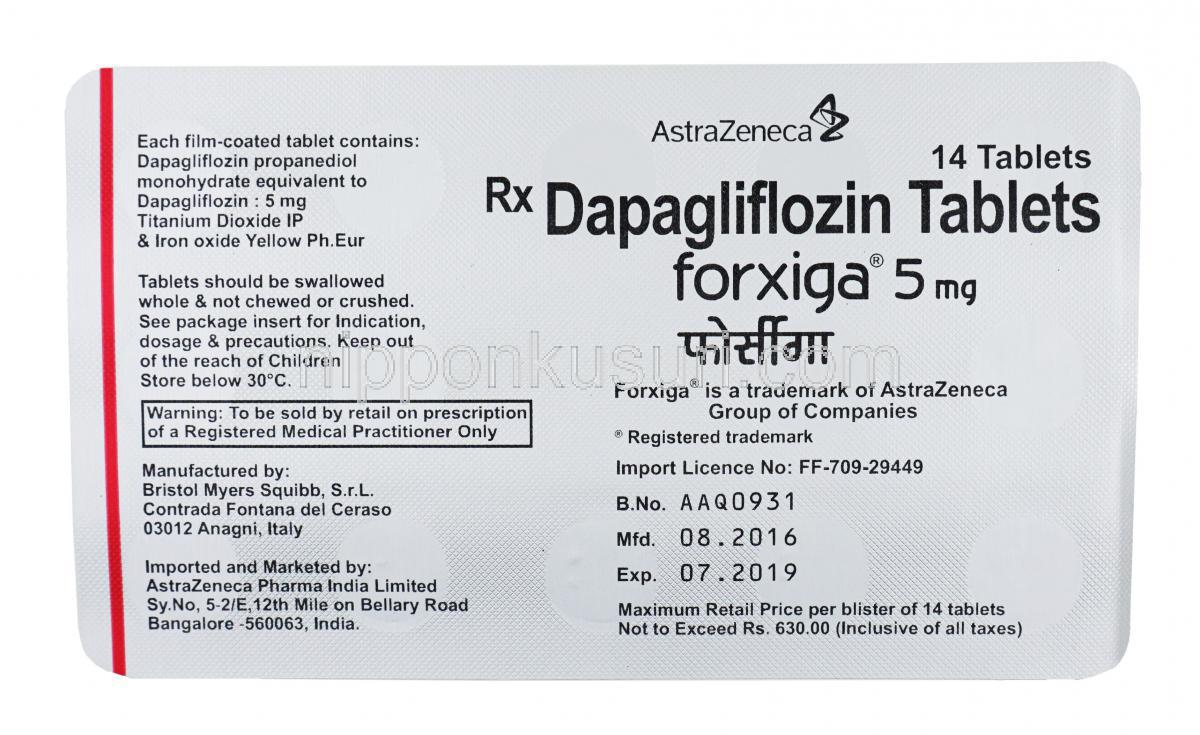 Each film-coated tablet contains:
Dapagliflozin propanediol
monohydrate equivalent to
Dapagliflozin : 5 mg
Titanium Dioxide IP
& Iron oxide Yellow Ph.Eur
Tablets should be swallowed
whole & not chewed or crushed.
See package insert for Indication,
dosage & precautions. Keep out
of the reach of Children
Store below 30°C.
Warning: To be sold by retail on prescription
of a Registered Medical Practitioner Only
Manufactured by:
Bristol Myers Squibb, S.r.L.
Contrada Fontana del Ceraso
03012 Anagni, Italy
Imported and Marketed by:
AstraZeneca Pharma India Limited
Sy.No, 5-2/E,12th Mile on Bellary Road
Bangalore -560063, India.
AstraZeneca
14 Tablets
Rx Dapagliflozin Tablets
forxiga® 5 mg
फोर्सीगा
Forxiga® is a trademark of AstraZeneca
Group of Companies
® Registered trademark
Import Licence No: FF-709-29449
B.No. AAQ0931
Mfd. 08.2016
Exp. 07.2019
Maximum Retail Price per blister of 14 tablets
Not to Exceed Rs. 630.00 (Inclusive of all taxes)
nipponkusuri.com